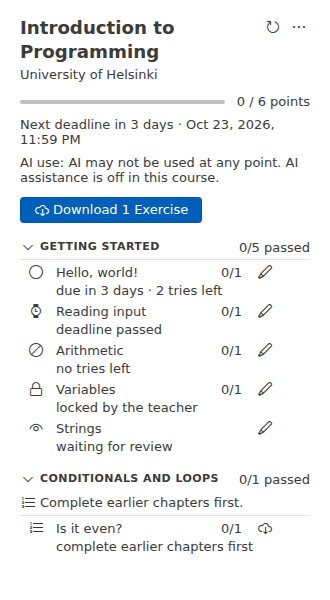 Introduction to
Programming
University of Helsinki
0 / 6 points
Next deadline in 3 days · Oct 23, 2026,
11:59 PM
AI use: AI may not be used at any point. AI
assistance is off in this course.
Download 1 Exercise
GETTING STARTED 0/5 passed
Hello, world! 0/1
due in 3 days · 2 tries left
Reading input 0/1
deadline passed
Arithmetic 0/1
no tries left
Variables 0/1
locked by the teacher
Strings
waiting for review
CONDITIONALS AND LOOPS 0/1 passed
Complete earlier chapters first.
Is it even? 0/1
complete earlier chapters first